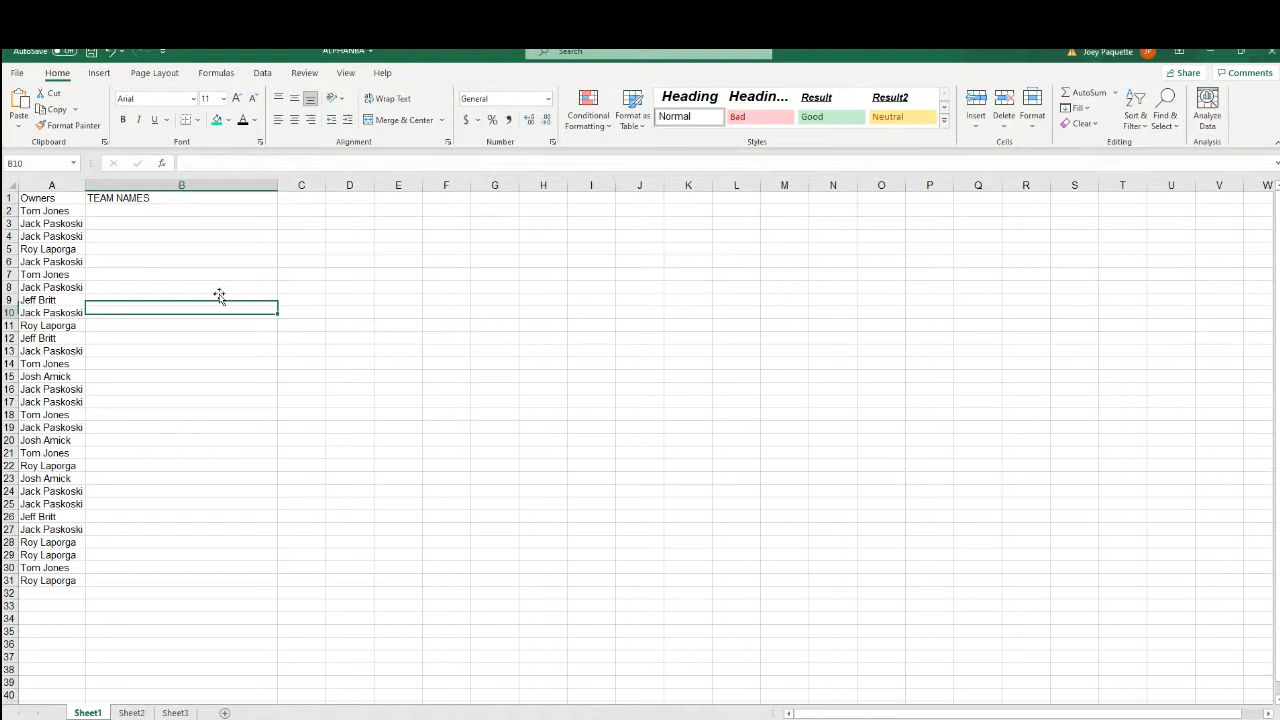 AutoSave Off ALPHANBA Search Joey Paquette JP
File Home Insert Page Layout Formulas Data Review View Help Share Comments
Paste Cut Copy Format Painter Clipboard
Arial 11 A A B I U A Font
Wrap Text Merge & Center Alignment
General $ % Number
Conditional Formatting Format as Table Heading Headin... Result Result2 Normal Bad Good Neutral Styles
Insert Delete Format Cells
AutoSum Fill Clear Sort & Filter Find & Select Editing
Analyze Data Analysis
B10 fx
A B C D E F G H I J K L M N O P Q R S T U V W
1 Owners TEAM NAMES
2 Tom Jones
3 Jack Paskoski
4 Jack Paskoski
5 Roy Laporga
6 Jack Paskoski
7 Tom Jones
8 Jack Paskoski
9 Jeff Britt
10 Jack Paskoski
11 Roy Laporga
12 Jeff Britt
13 Jack Paskoski
14 Tom Jones
15 Josh Amick
16 Jack Paskoski
17 Jack Paskoski
18 Tom Jones
19 Jack Paskoski
20 Josh Amick
21 Tom Jones
22 Roy Laporga
23 Josh Amick
24 Jack Paskoski
25 Jack Paskoski
26 Jeff Britt
27 Jack Paskoski
28 Roy Laporga
29 Roy Laporga
30 Tom Jones
31 Roy Laporga
32
33
34
35
36
37
38
39
40
Sheet1 Sheet2 Sheet3